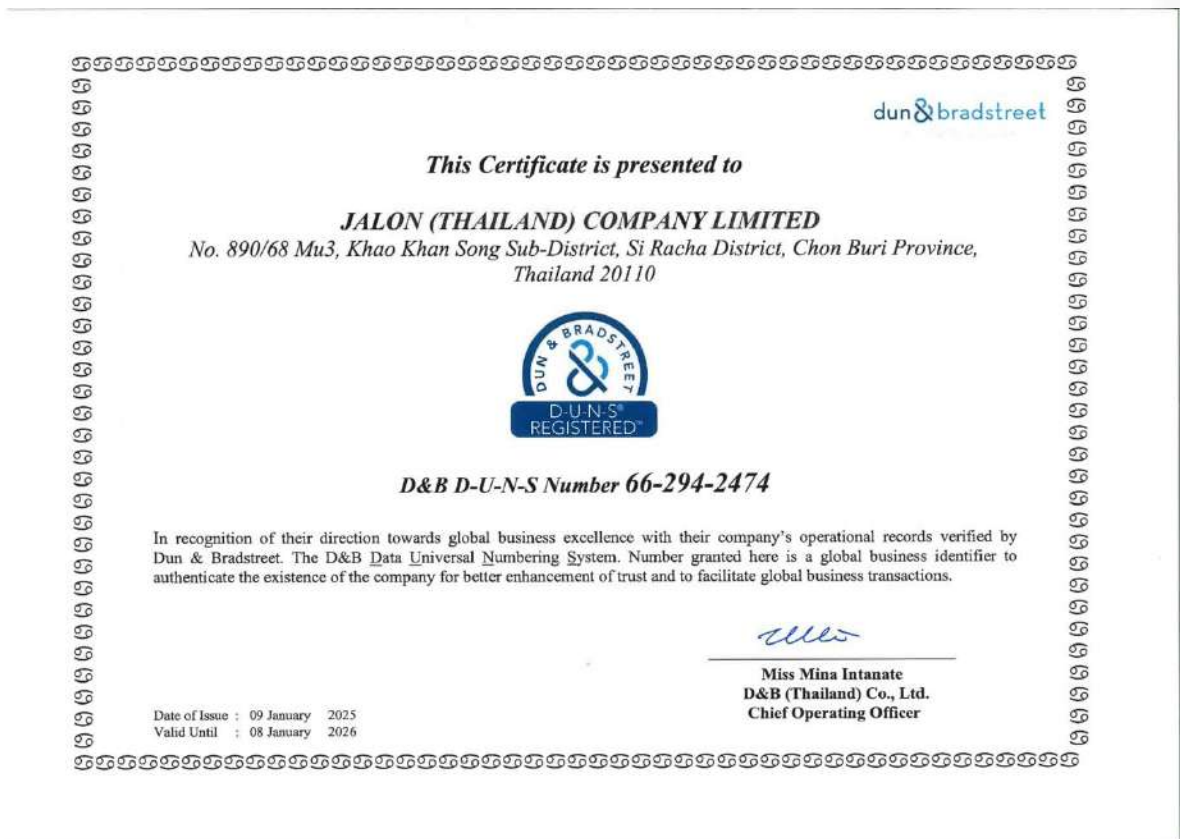 dun&bradstreet
This Certificate is presented to
JALON (THAILAND) COMPANY LIMITED
No. 890/68 Mu3, Khao Khan Song Sub-District, Si Racha District, Chon Buri Province,
Thailand 20110
DUN & BRADSTREET
D-U-N-S®
REGISTERED™
D&B D-U-N-S Number 66-294-2474
In recognition of their direction towards global business excellence with their company's operational records verified by
Dun & Bradstreet. The D&B Data Universal Numbering System. Number granted here is a global business identifier to
authenticate the existence of the company for better enhancement of trust and to facilitate global business transactions.
Miss Mina Intanate
D&B (Thailand) Co., Ltd.
Chief Operating Officer
Date of Issue : 09 January 2025
Valid Until : 08 January 2026